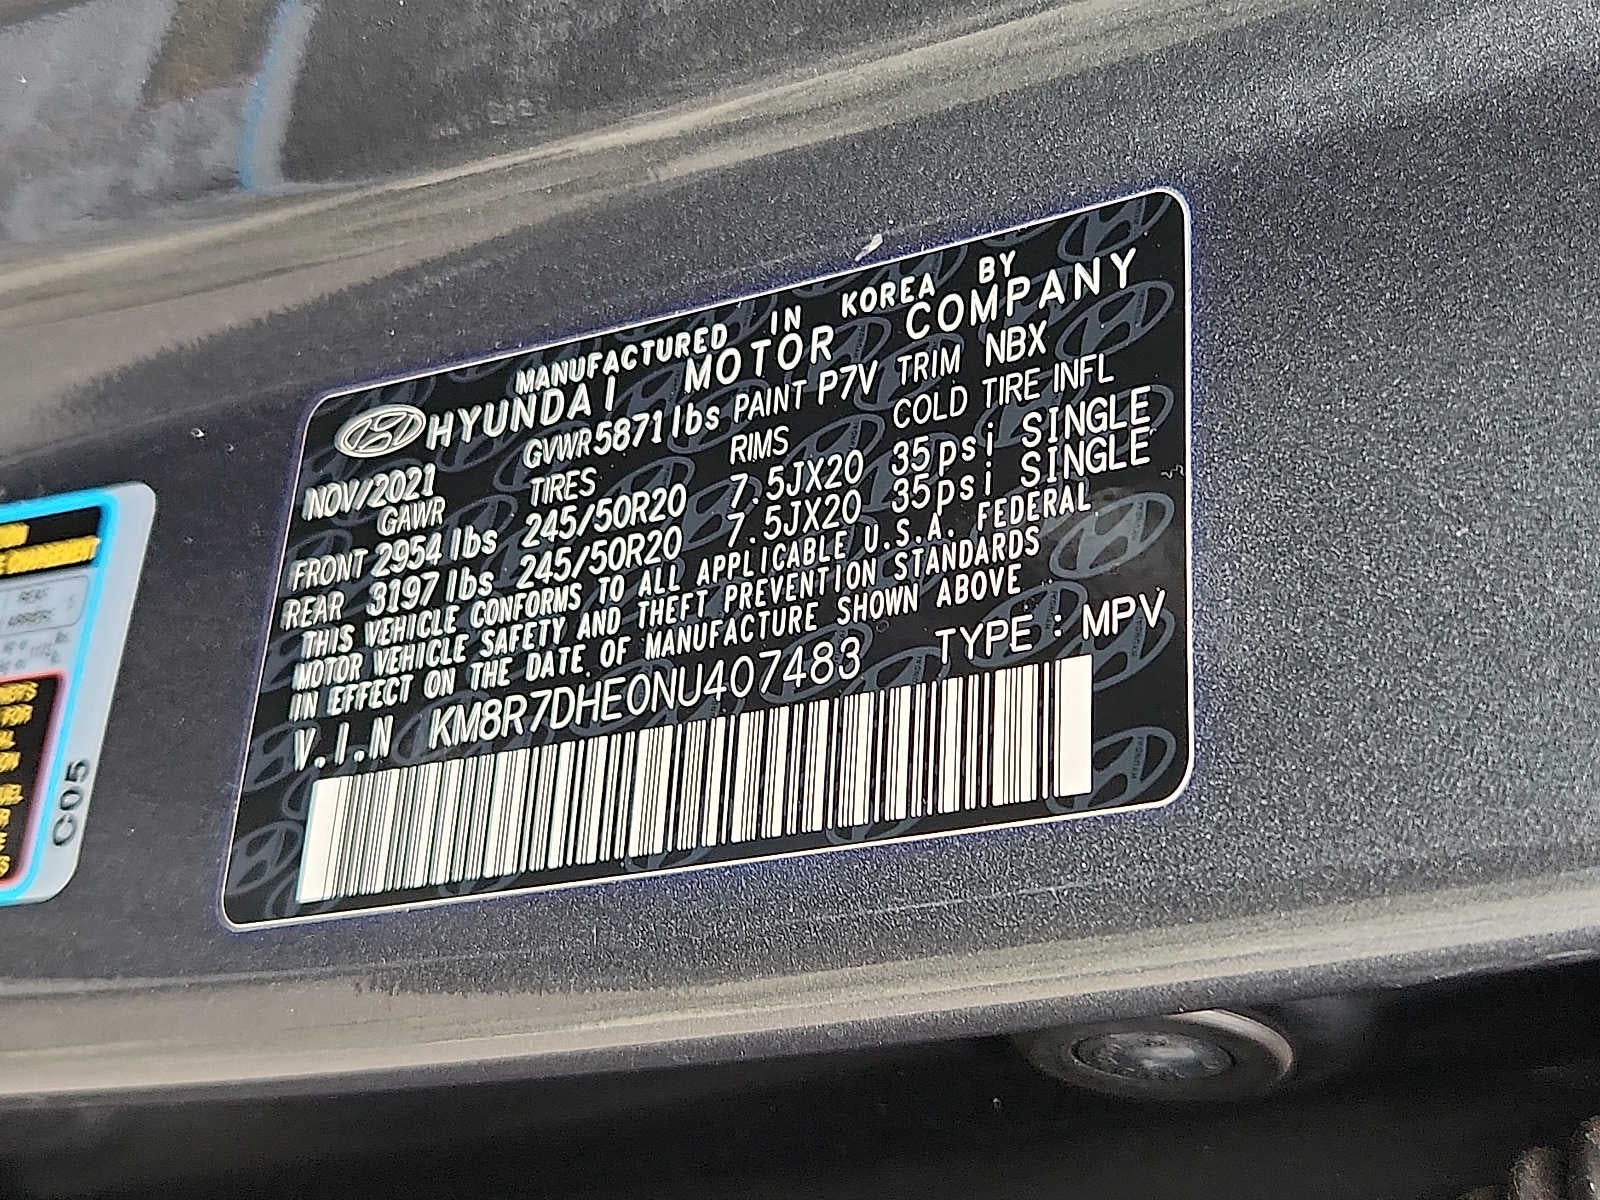 MANUFACTURED IN KOREA BY
HYUNDAI MOTOR COMPANY
NOV/2021 GVWR 5871lbs PAINT P7V TRIM NBX
GAWR TIRES RIMS COLD TIRE INFL
FRONT 2954 lbs 245/50R20 7.5JX20 35psi SINGLE
REAR 3197 lbs 245/50R20 7.5JX20 35psi SINGLE
THIS VEHICLE CONFORMS TO ALL APPLICABLE U.S.A. FEDERAL
MOTOR VEHICLE SAFETY AND THEFT PREVENTION STANDARDS
IN EFFECT ON THE DATE OF MANUFACTURE SHOWN ABOVE
V.I.N KM8R7DHE0NU407483 TYPE : MPV
C05